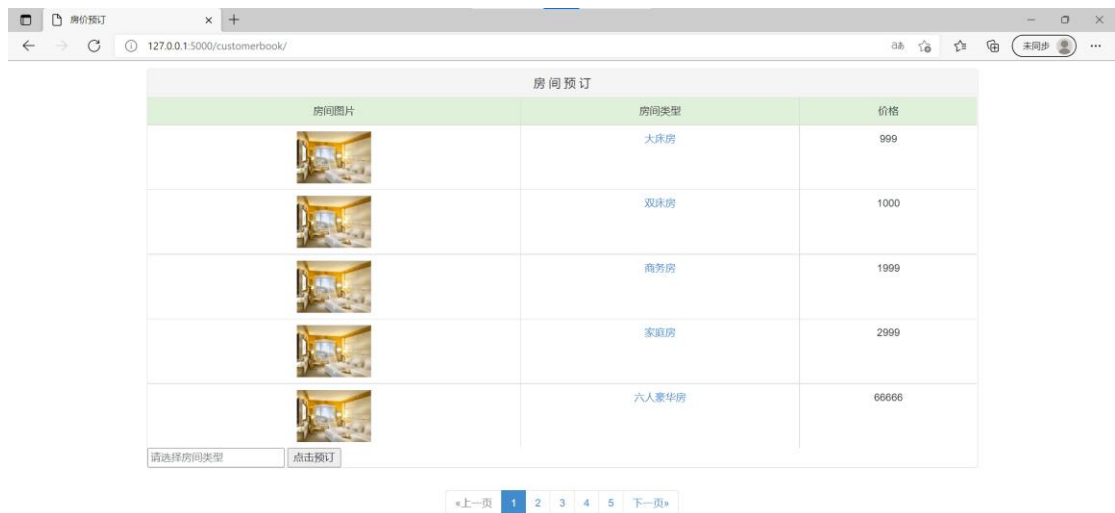 房价预订
127.0.0.1:5000/customerbook/
aあ
未同步
房间预订
房间图片 房间类型 价格
大床房 999
双床房 1000
商务房 1999
家庭房 2999
六人豪华房 66666
请选择房间类型 点击预订
«上一页 1 2 3 4 5 下一页»